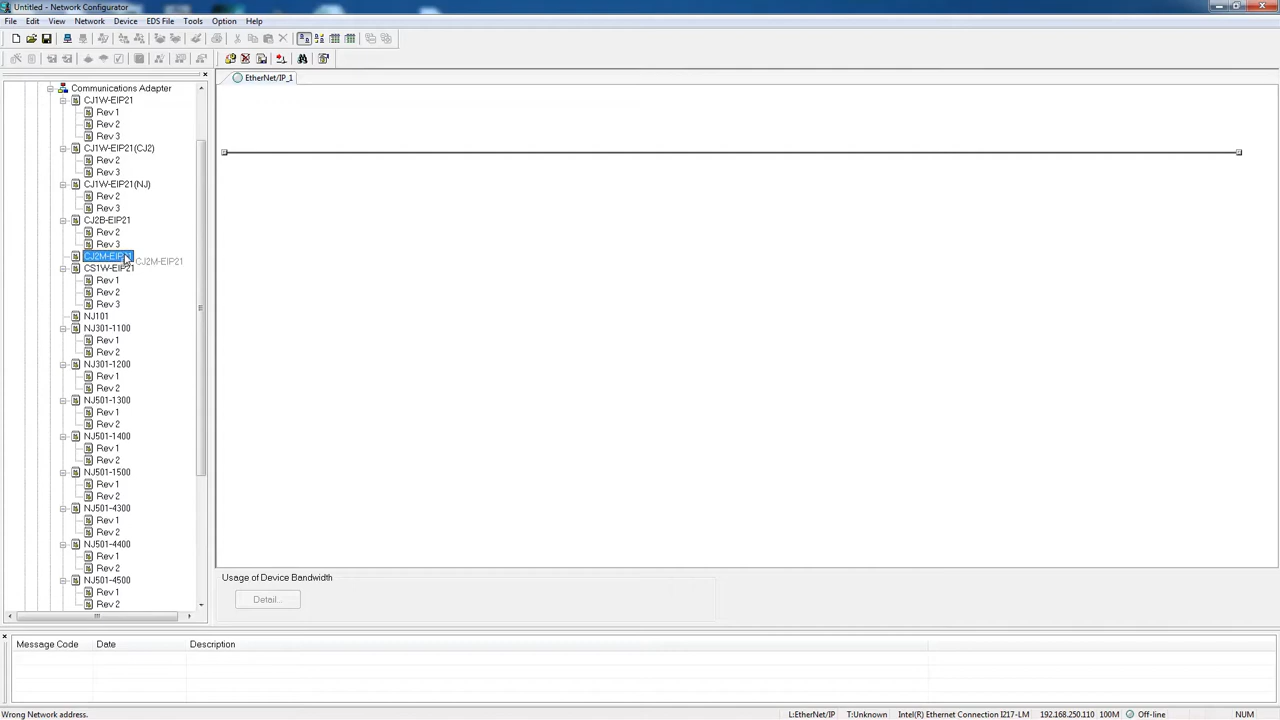 Untitled - Network Configurator
File Edit View Network Device EDS File Tools Option Help
EtherNet/IP_1
Communications Adapter
CJ1W-EIP21
Rev 1
Rev 2
Rev 3
CJ1W-EIP21(CJ2)
Rev 2
Rev 3
CJ1W-EIP21(NJ)
Rev 2
Rev 3
CJ2B-EIP21
Rev 2
Rev 3
CJ2M-EIP21
CJ2M-EIP21
CS1W-EIP21
Rev 1
Rev 2
Rev 3
NJ101
NJ301-1100
Rev 1
Rev 2
NJ301-1200
Rev 1
Rev 2
NJ501-1300
Rev 1
Rev 2
NJ501-1400
Rev 1
Rev 2
NJ501-1500
Rev 1
Rev 2
NJ501-4300
Rev 1
Rev 2
NJ501-4400
Rev 1
Rev 2
NJ501-4500
Rev 1
Rev 2
Usage of Device Bandwidth
Detail...
Message Code Date Description
Wrong Network address. L:EtherNet/IP T:Unknown Intel(R) Ethernet Connection I217-LM 192.168.250.110 100M Off-line NUM